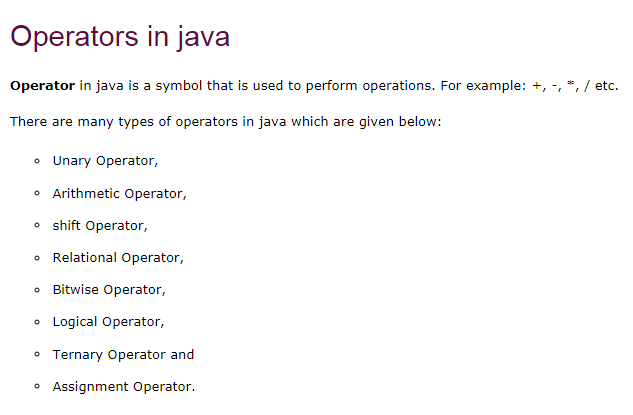 Operators in java
Operator in java is a symbol that is used to perform operations. For example: +, -, *, / etc.
There are many types of operators in java which are given below:
Unary Operator,
Arithmetic Operator,
shift Operator,
Relational Operator,
Bitwise Operator,
Logical Operator,
Ternary Operator and
Assignment Operator.